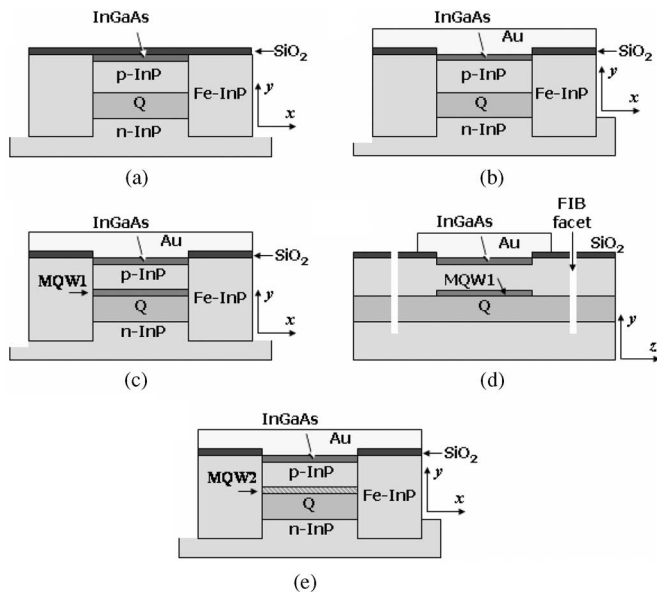 InGaAs
SiO2
p-InP
Q
n-InP
Fe-InP
y
x
(a)
InGaAs
Au
SiO2
p-InP
Q
n-InP
Fe-InP
y
x
(b)
InGaAs
Au
SiO2
MQW1
p-InP
Q
n-InP
Fe-InP
y
x
(c)
FIB
facet
InGaAs
Au
SiO2
MQW1
Q
y
z
(d)
InGaAs
Au
SiO2
MQW2
p-InP
Q
n-InP
Fe-InP
y
x
(e)